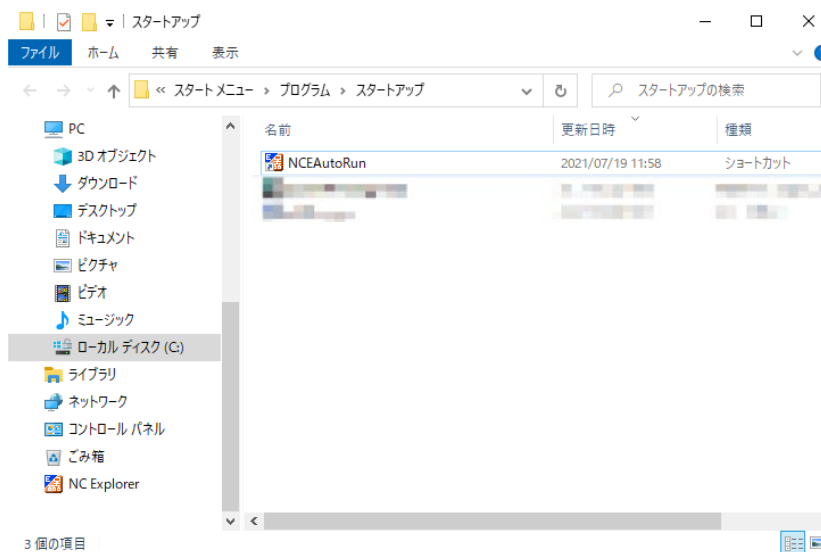 スタートアップ
ファイル ホーム 共有 表示
« スタート メニュー › プログラム › スタートアップ
スタートアップの検索
名前 更新日時 種類
NCEAutoRun 2021/07/19 11:58 ショートカット
PC
3D オブジェクト
ダウンロード
デスクトップ
ドキュメント
ピクチャ
ビデオ
ミュージック
ローカル ディスク (C:)
ライブラリ
ネットワーク
コントロール パネル
ごみ箱
NC Explorer
3 個の項目